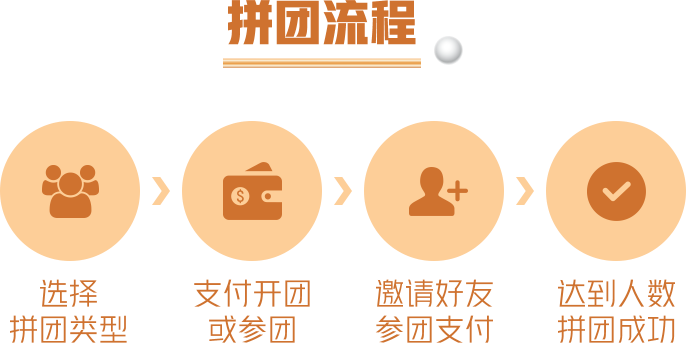 拼团流程
选择
拼团类型
支付开团
或参团
邀请好友
参团支付
达到人数
拼团成功